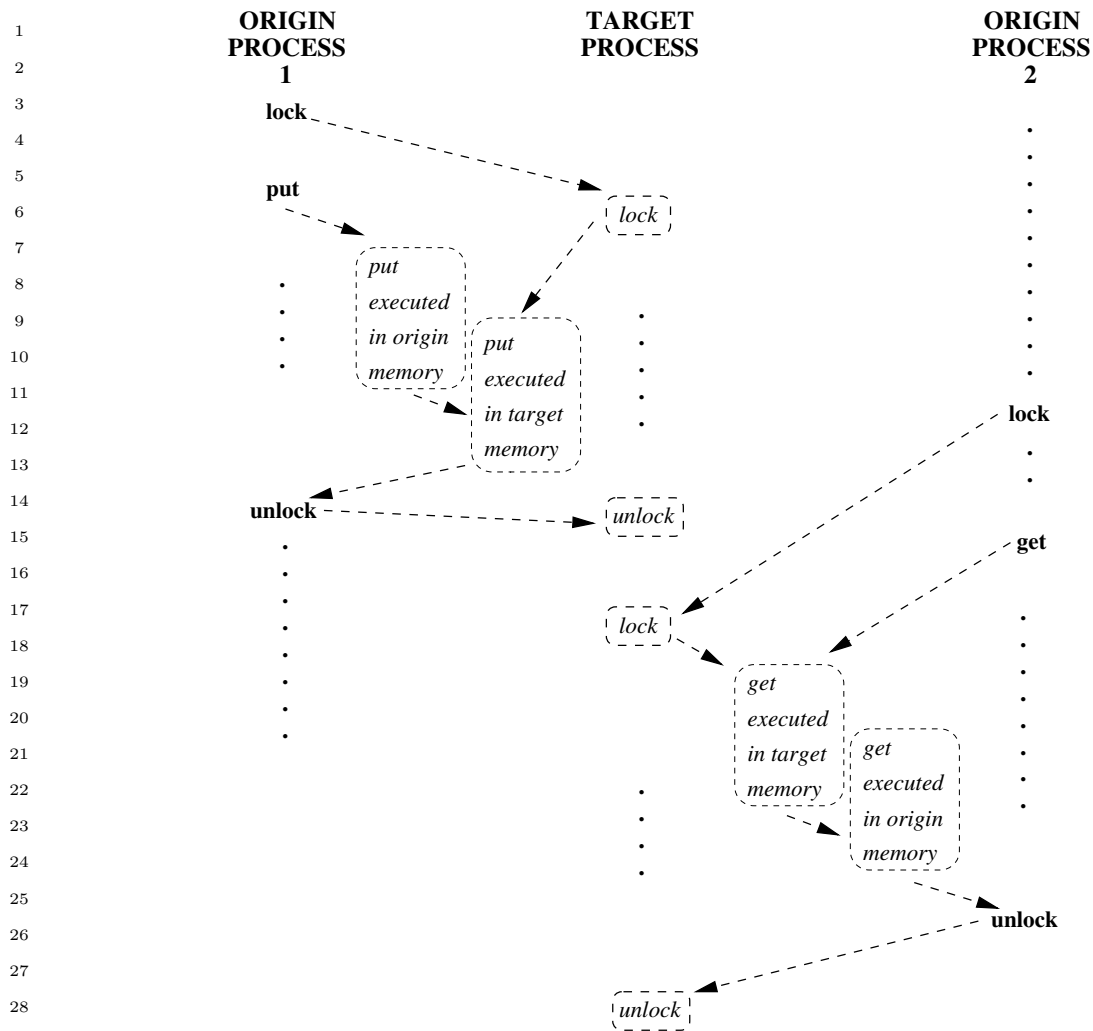 1
ORIGIN
PROCESS
1
TARGET
PROCESS
ORIGIN
PROCESS
2
2
3
lock
4
5
put
6
lock
7
put
8
executed
9
in origin
put
10
memory
executed
11
in target
lock
12
memory
13
14
unlock
unlock
15
get
16
17
lock
18
19
get
20
executed
21
in target
get
22
memory
executed
23
in origin
24
memory
25
unlock
26
27
28
unlock